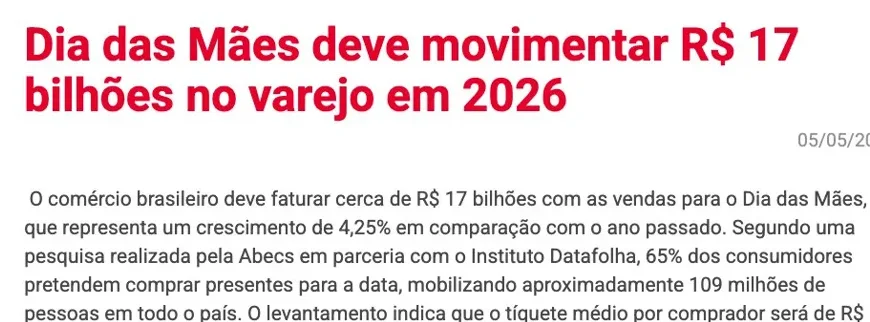 Dia das Mães deve movimentar R$ 17
bilhões no varejo em 2026
05/05/20
O comércio brasileiro deve faturar cerca de R$ 17 bilhões com as vendas para o Dia das Mães,
que representa um crescimento de 4,25% em comparação com o ano passado. Segundo uma
pesquisa realizada pela Abecs em parceria com o Instituto Datafolha, 65% dos consumidores
pretendem comprar presentes para a data, mobilizando aproximadamente 109 milhões de
pessoas em todo o país. O levantamento indica que o tíquete médio por comprador será de R$